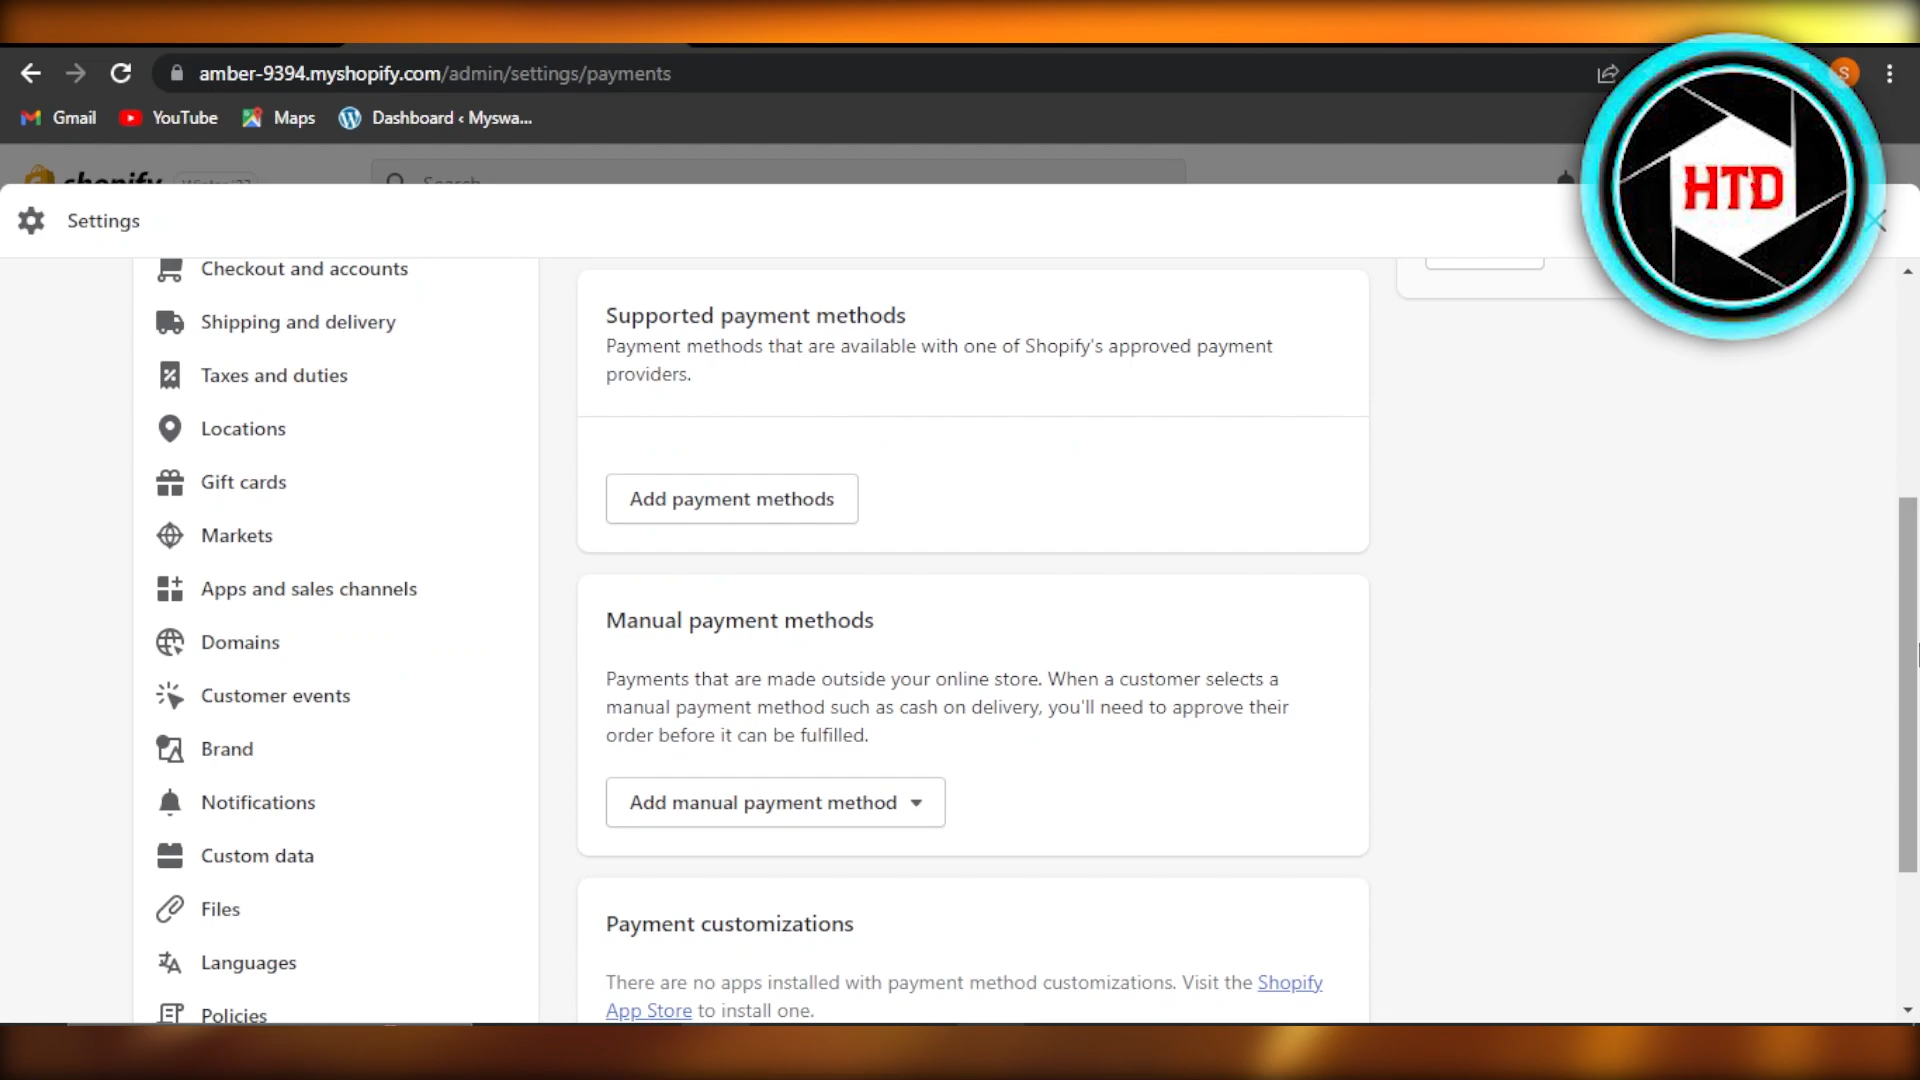 amber-9394.myshopify.com/admin/settings/payments
S
Gmail
YouTube
Maps
Dashboard ‹ Myswa...
shopify
Search
HTD
Settings
Checkout and accounts
Shipping and delivery
Taxes and duties
Locations
Gift cards
Markets
Apps and sales channels
Domains
Customer events
Brand
Notifications
Custom data
Files
Languages
Policies
Supported payment methods
Payment methods that are available with one of Shopify's approved payment
providers.
Add payment methods
Manual payment methods
Payments that are made outside your online store. When a customer selects a
manual payment method such as cash on delivery, you'll need to approve their
order before it can be fulfilled.
Add manual payment method
Payment customizations
There are no apps installed with payment method customizations. Visit the Shopify
App Store to install one.